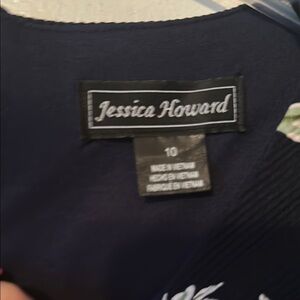 Jessica Howard
10
MADE IN VIETNAM
HECHO EN VIETNAM
FABRIQUÉ EN VIETNAM